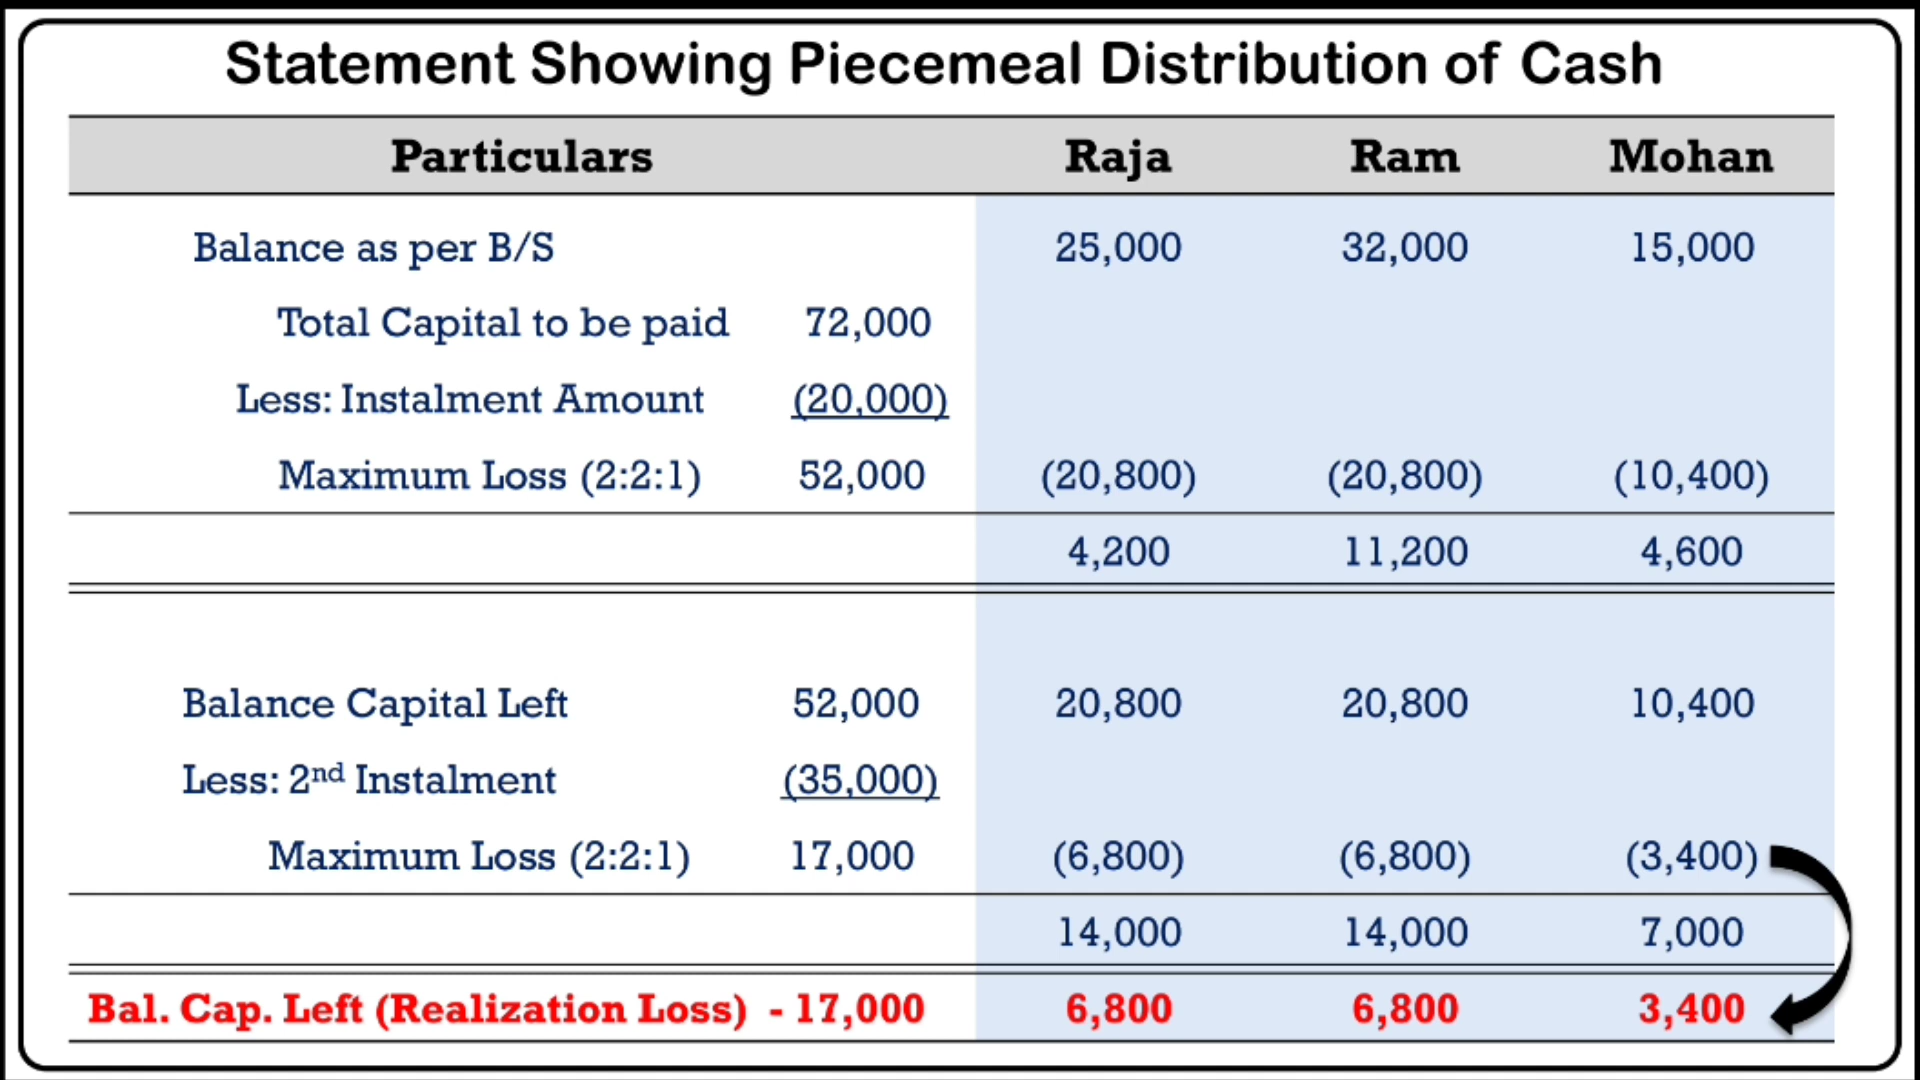 Statement Showing Piecemeal Distribution of Cash
Particulars Raja Ram Mohan
Balance as per B/S 25,000 32,000 15,000
Total Capital to be paid 72,000
Less: Instalment Amount (20,000)
Maximum Loss (2:2:1) 52,000 (20,800) (20,800) (10,400)
4,200 11,200 4,600
Balance Capital Left 52,000 20,800 20,800 10,400
Less: 2nd Instalment (35,000)
Maximum Loss (2:2:1) 17,000 (6,800) (6,800) (3,400)
14,000 14,000 7,000
Bal. Cap. Left (Realization Loss) - 17,000 6,800 6,800 3,400